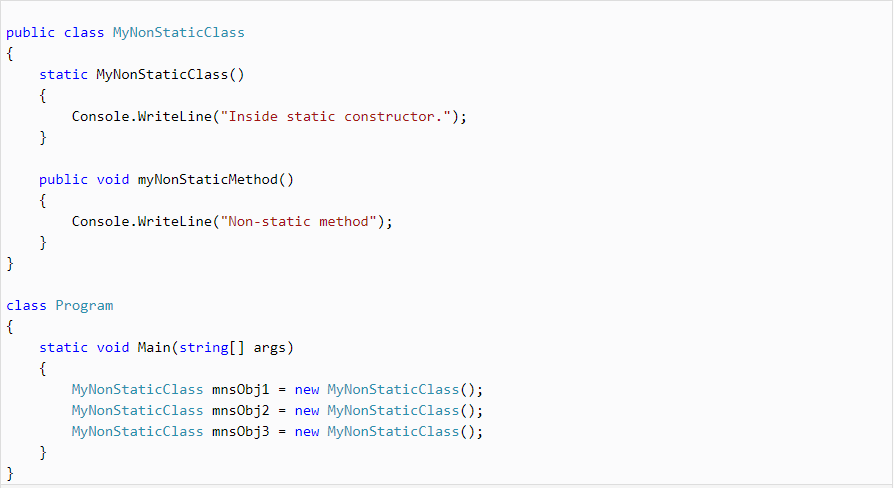 public class MyNonStaticClass
{
    static MyNonStaticClass()
    {
        Console.WriteLine("Inside static constructor.");
    }

    public void myNonStaticMethod()
    {
        Console.WriteLine("Non-static method");
    }
}

class Program
{
    static void Main(string[] args)
    {
        MyNonStaticClass mnsObj1 = new MyNonStaticClass();
        MyNonStaticClass mnsObj2 = new MyNonStaticClass();
        MyNonStaticClass mnsObj3 = new MyNonStaticClass();
    }
}